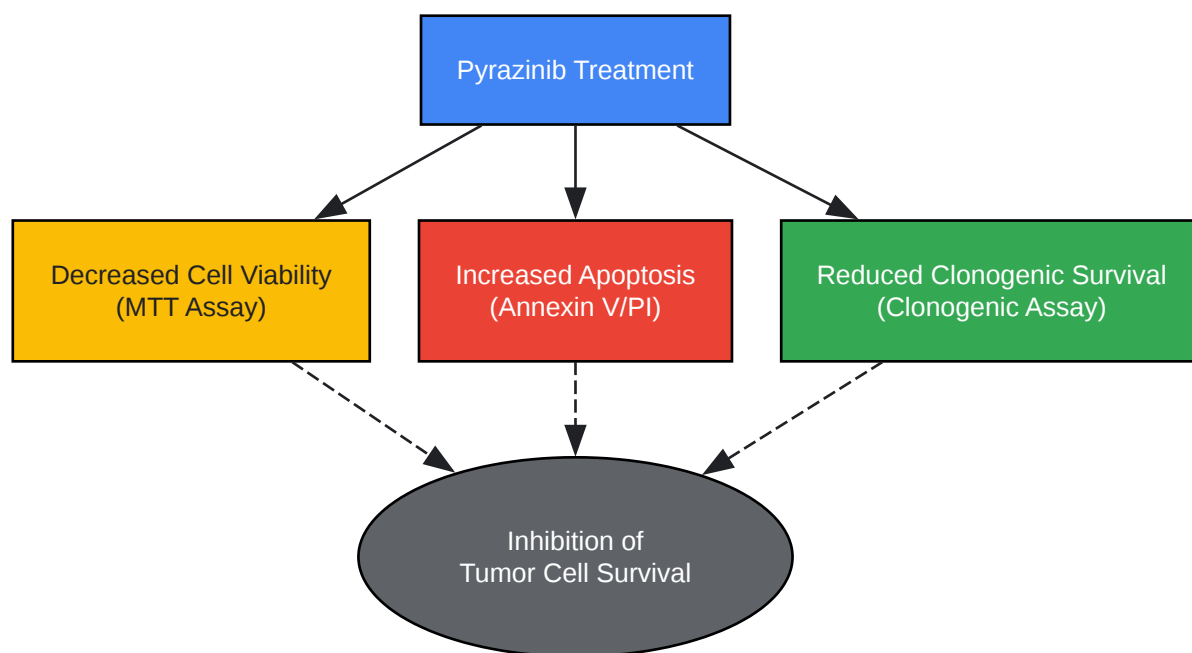 Pyrazinib Treatment
Decreased Cell Viability
(MTT Assay)
Increased Apoptosis
(Annexin V/PI)
Reduced Clonogenic Survival
(Clonogenic Assay)
Inhibition of
Tumor Cell Survival